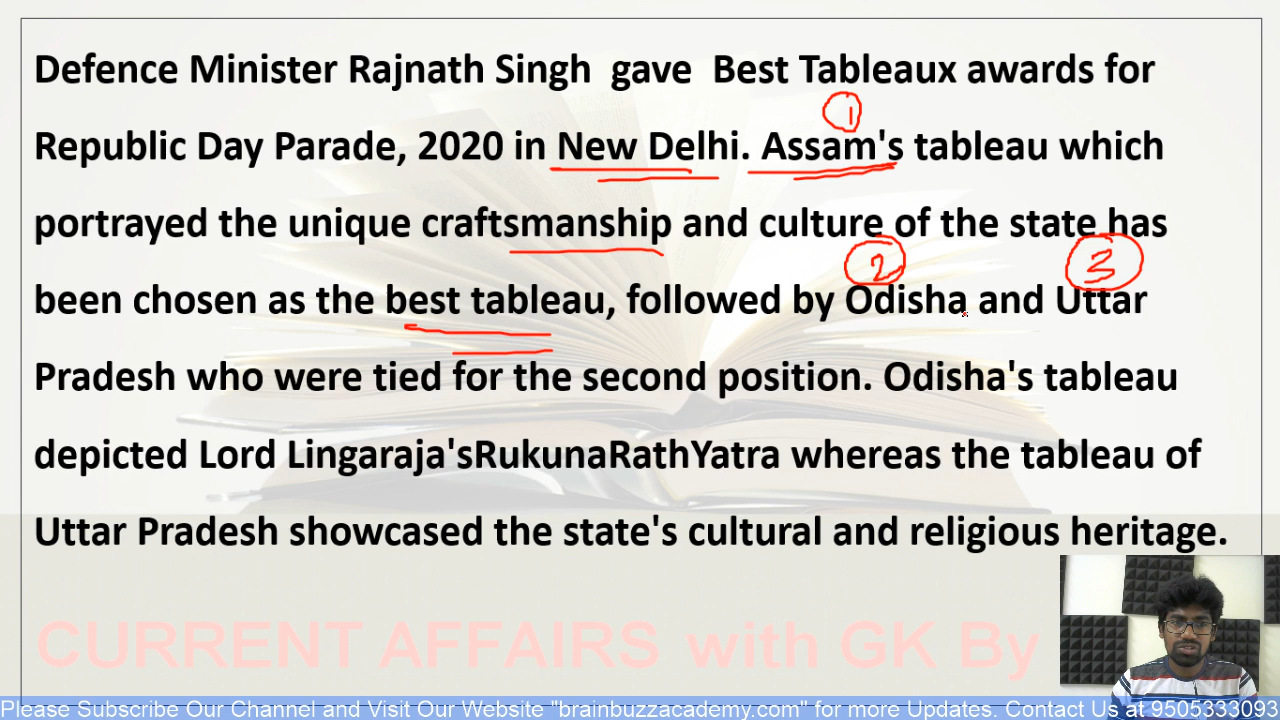 Defence Minister Rajnath Singh gave Best Tableaux awards for
1
Republic Day Parade, 2020 in New Delhi. Assam's tableau which
portrayed the unique craftsmanship and culture of the state has
2 3
been chosen as the best tableau, followed by Odisha and Uttar
Pradesh who were tied for the second position. Odisha's tableau
depicted Lord Lingaraja'sRukunaRathYatra whereas the tableau of
Uttar Pradesh showcased the state's cultural and religious heritage.
CURRENT AFFAIRS with GK By
Please Subscribe Our Channel and Visit Our Website "brainbuzzacademy.com" for more Updates. Contact Us at 9505333093